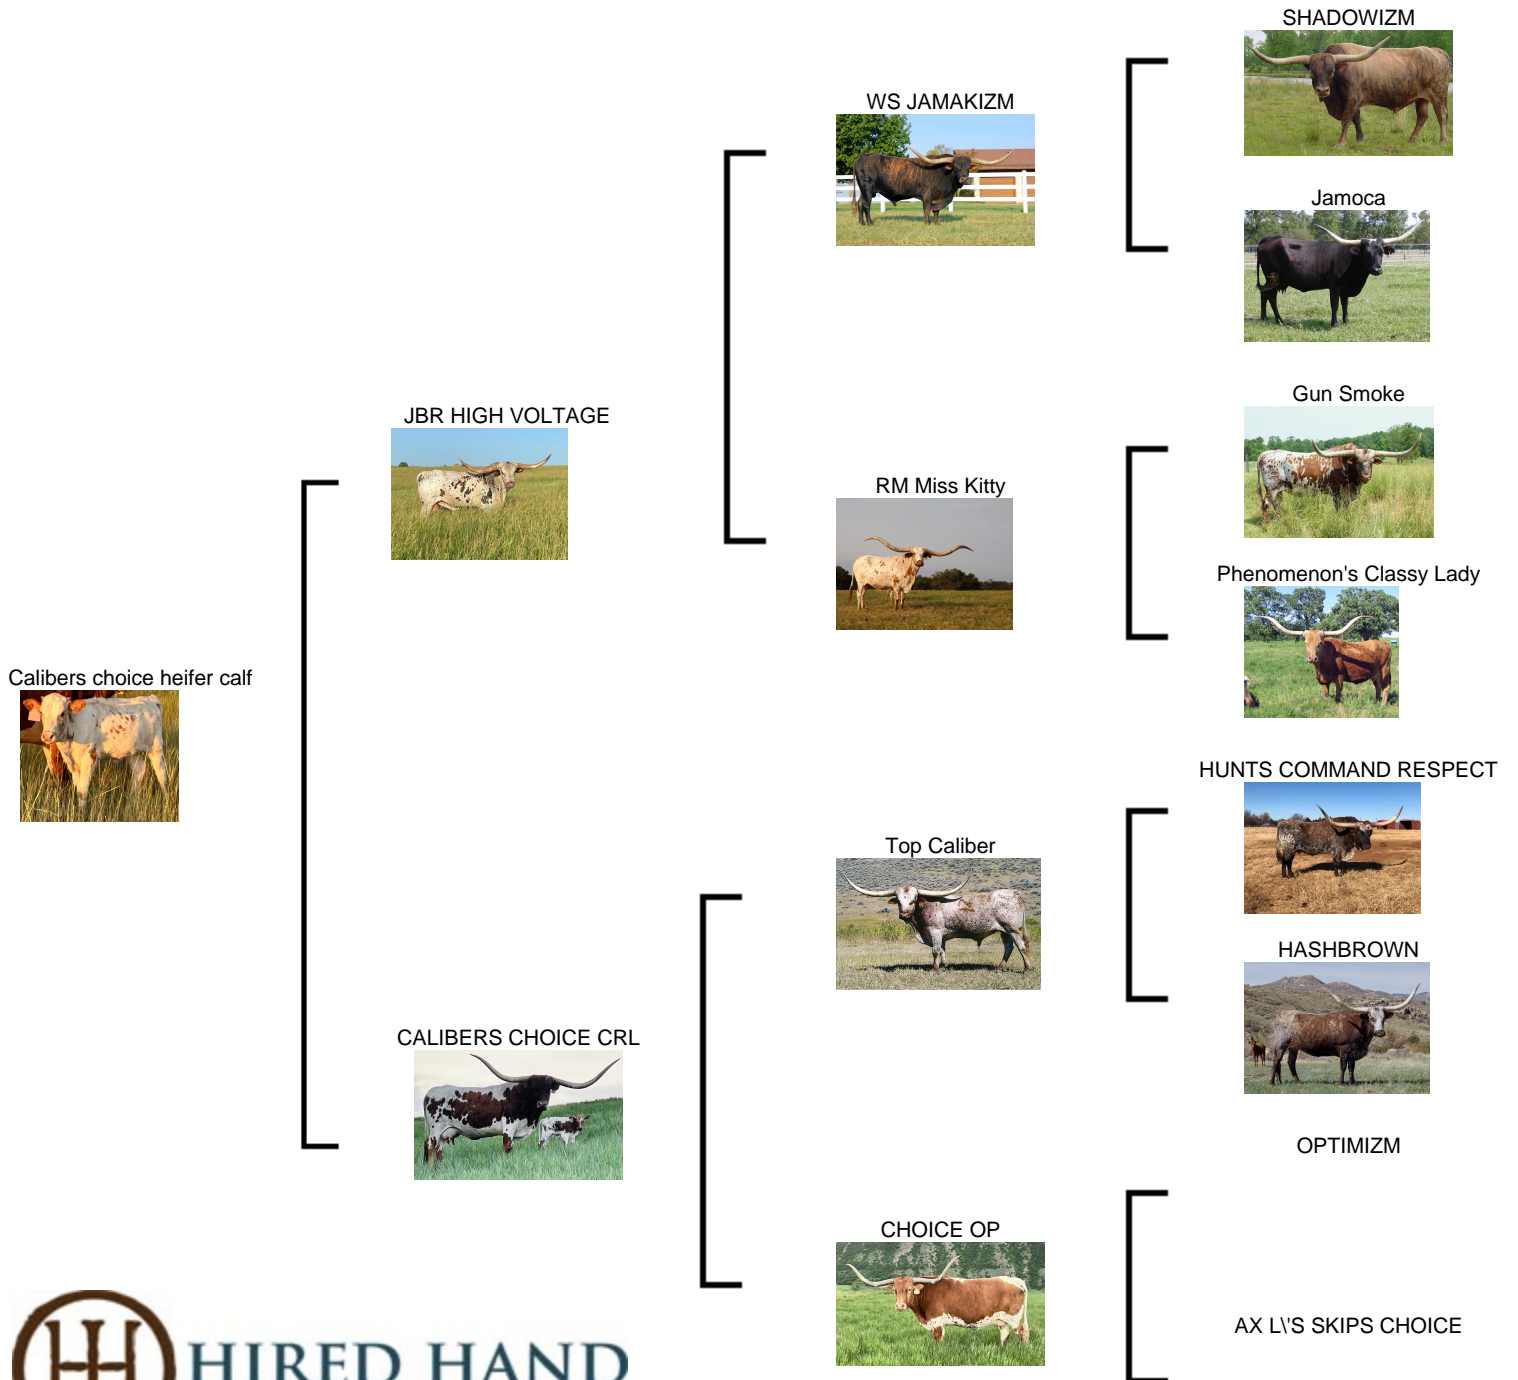 SHADOWIZM
WS JAMAKIZM
Jamoca
Gun Smoke
JBR HIGH VOLTAGE
RM Miss Kitty
Phenomenon's Classy Lady
Calibers choice heifer calf
HUNTS COMMAND RESPECT
Top Caliber
HASHBROWN
CALIBERS CHOICE CRL
OPTIMIZM
CHOICE OP
AX L\'S SKIPS CHOICE
HIRED HAND